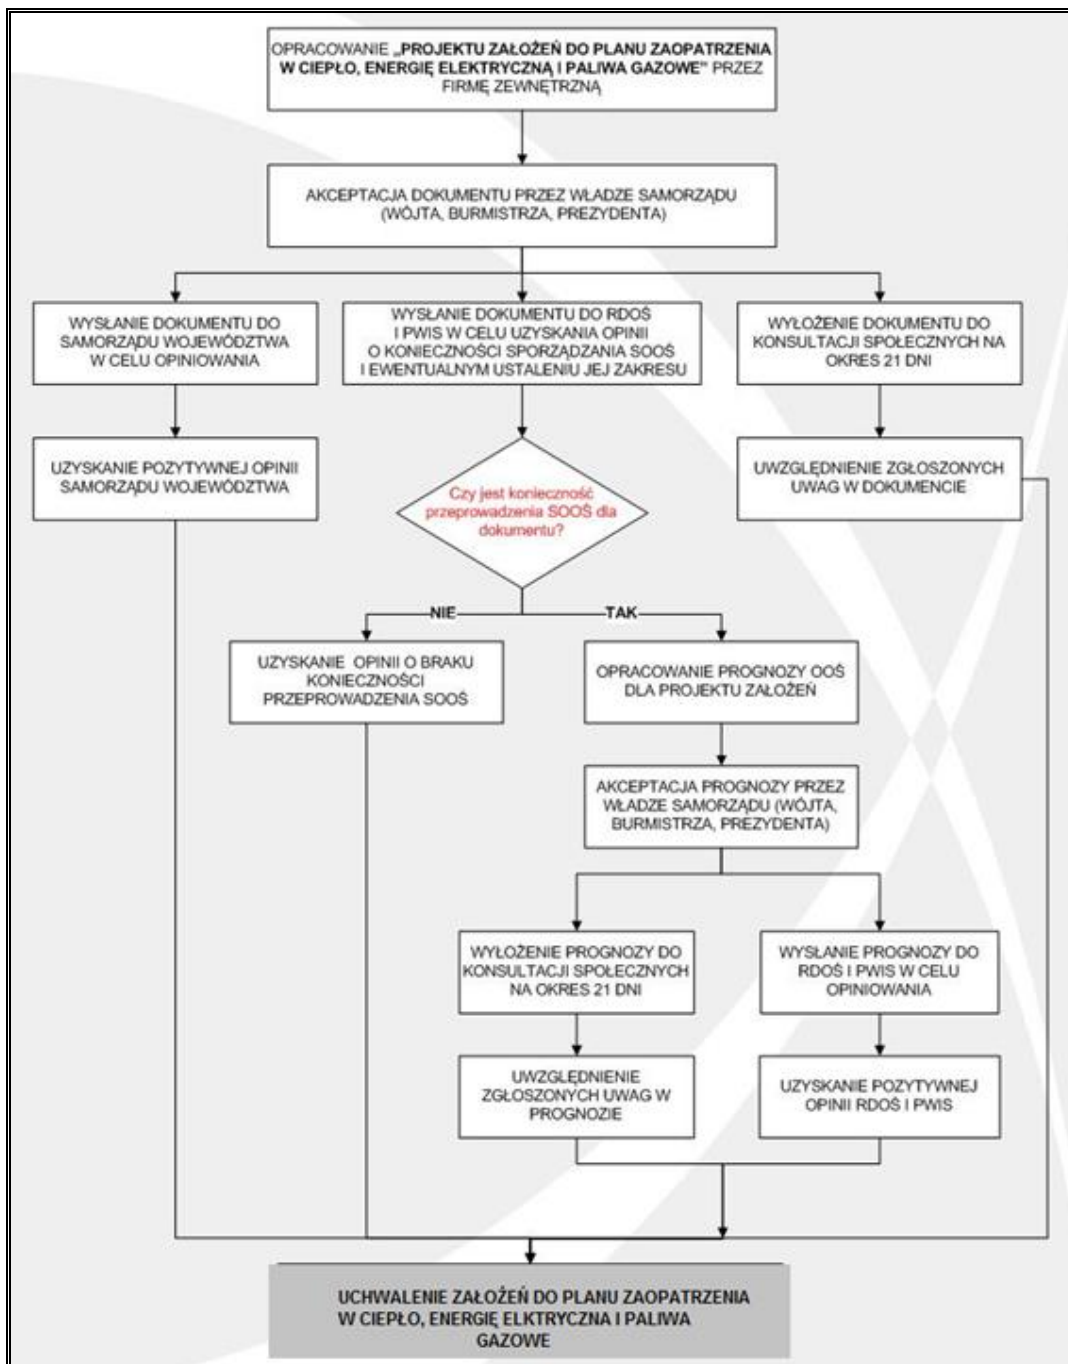 OPRACOWANIE „PROJEKTU ZAŁOŻEŃ DO PLANU ZAOPATRZENIA
W CIEPŁO, ENERGIĘ ELEKTRYCZNĄ I PALIWA GAZOWE" PRZEZ
FIRMĘ ZEWNĘTRZNĄ
AKCEPTACJA DOKUMENTU PRZEZ WŁADZE SAMORZĄDU
(WÓJTA, BURMISTRZA, PREZYDENTA)
WYSŁANIE DOKUMENTU DO
SAMORZĄDU WOJEWÓDZTWA
W CELU OPINIOWANIA
WYSŁANIE DOKUMENTU DO RDOŚ
I PWIS W CELU UZYSKANIA OPINII
O KONIECZNOŚCI SPORZĄDZANIA SOOŚ
I EWENTUALNYM USTALENIU JEJ ZAKRESU
WYŁOŻENIE DOKUMENTU DO
KONSULTACJI SPOŁECZNYCH NA
OKRES 21 DNI
UZYSKANIE POZYTYWNEJ OPINII
SAMORZĄDU WOJEWÓDZTWA
Czy jest konieczność
przeprowadzenia SOOŚ dla
dokumentu?
UWZGLĘDNIENIE ZGŁOSZONYCH
UWAG W DOKUMENCIE
NIE
TAK
UZYSKANIE OPINII O BRAKU
KONIECZNOŚCI
PRZEPROWADZENIA SOOŚ
OPRACOWANIE PROGNOZY OOŚ
DLA PROJEKTU ZAŁOŻEŃ
AKCEPTACJA PROGNOZY PRZEZ
WŁADZE SAMORZĄDU (WÓJTA,
BURMISTRZA, PREZYDENTA)
WYŁOŻENIE PROGNOZY DO
KONSULTACJI SPOŁECZNYCH
NA OKRES 21 DNI
WYSŁANIE PROGNOZY DO
RDOŚ I PWIS W CELU
OPINIOWANIA
UWZGLĘDNIENIE
ZGŁOSZONYCH UWAG W
PROGNOZIE
UZYSKANIE POZYTYWNEJ
OPINII RDOŚ I PWIS
UCHWALENIE ZAŁOŻEŃ DO PLANU ZAOPATRZENIA
W CIEPŁO, ENERGIĘ ELKTRYCZNA I PALIWA
GAZOWE